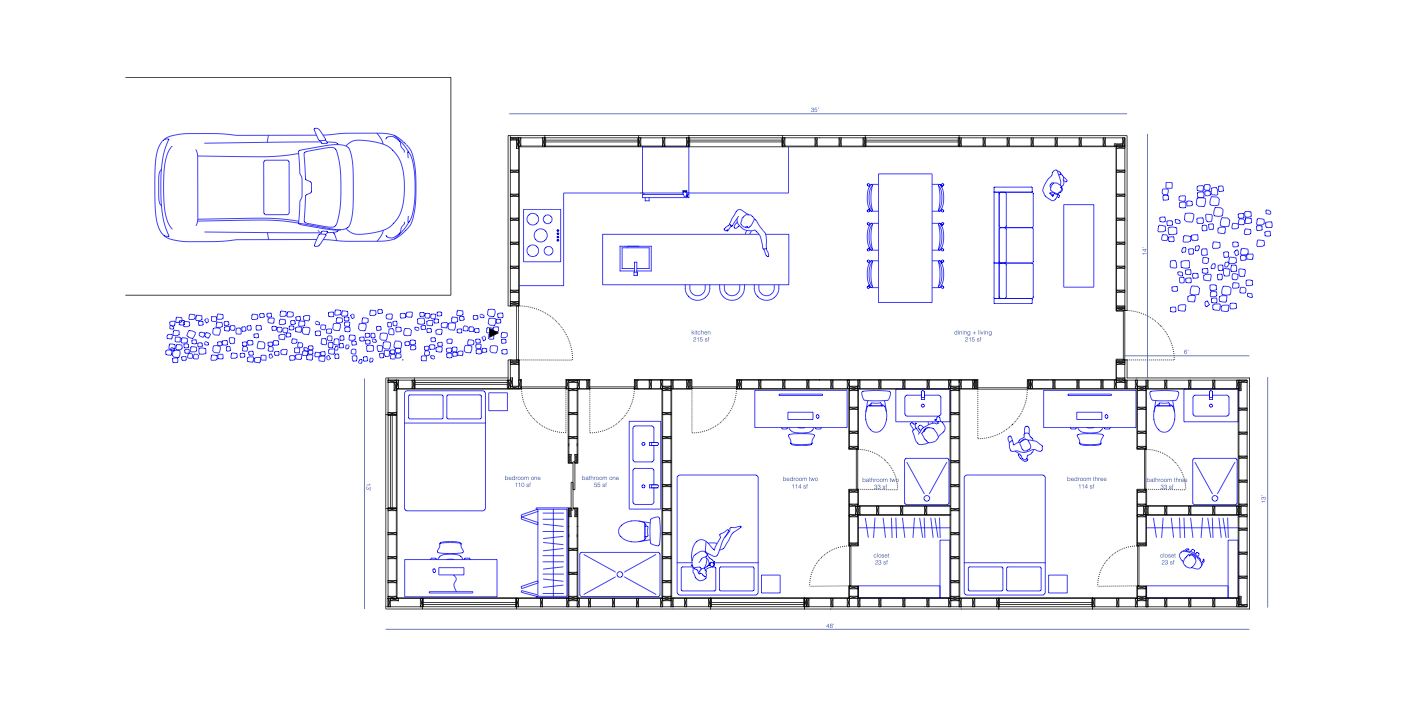 35'
14'
kitchen
215 sf
dining + living
215 sf
6'
bedroom one
110 sf
bathroom one
55 sf
bedroom two
114 sf
bathroom two
33 sf
bedroom three
114 sf
bathroom three
33 sf
13'
13'
closet
23 sf
closet
23 sf
48'